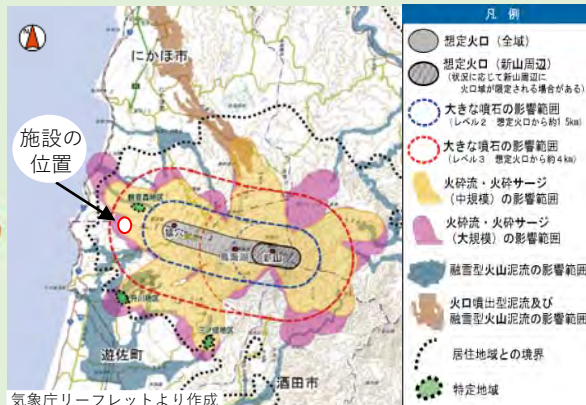 にかほ市
施設の
位置
猿穴
鳥海湖
新山
遊佐町
酒田市
気象庁リーフレットより作成
凡 例
想定火口(全域)
想定火口(新山周辺)
(状況に応じて新山周辺に
火口域が限定される場合がある)
大きな噴石の影響範囲
(レベル2 想定火口から約1.5km)
大きな噴石の影響範囲
(レベル3 想定火口から約4km)
火砕流・火砕サージ
(中規模)の影響範囲
火砕流・火砕サージ
(大規模)の影響範囲
融雪型火山泥流の影響範囲
火口噴出型泥流及び
融雪型火山泥流の影響範囲
居住地域との境界
特定地域